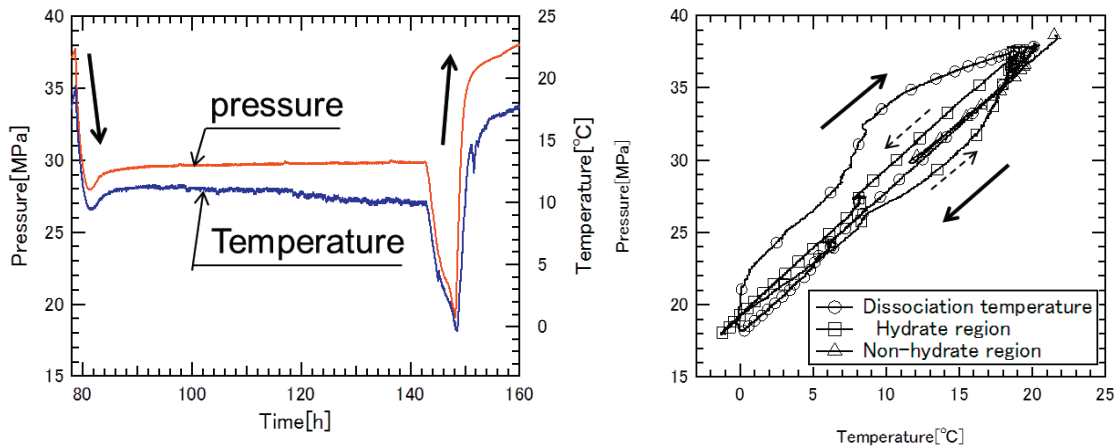 40
35
30
25
20
15
Pressure[MPa]
80
100
120
140
160
Time[h]
25
20
15
10
5
0
Temperature[℃]
pressure
Temperature
40
35
30
25
20
15
Pressure[MPa]
0
5
10
15
20
25
Temperature[℃]
Dissociation temperature
Hydrate region
Non-hydrate region